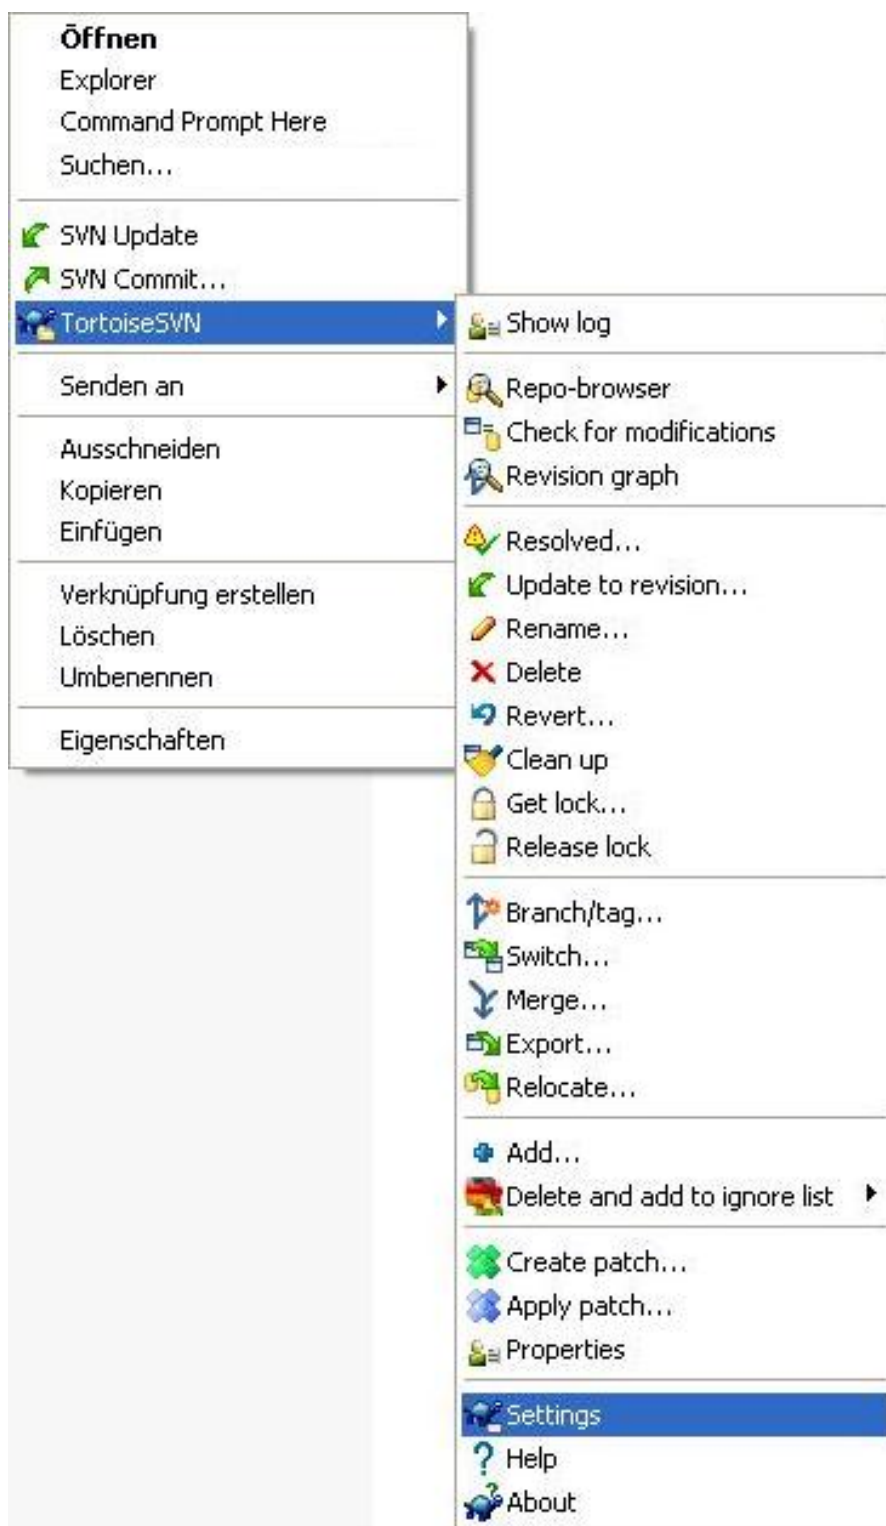 Öffnen
Explorer
Command Prompt Here
Suchen...
SVN Update
SVN Commit...
TortoiseSVN
Senden an
Ausschneiden
Kopieren
Einfügen
Verknüpfung erstellen
Löschen
Umbenennen
Eigenschaften
Show log
Repo-browser
Check for modifications
Revision graph
Resolved...
Update to revision...
Rename...
Delete
Revert...
Clean up
Get lock...
Release lock
Branch/tag...
Switch...
Merge...
Export...
Relocate...
Add...
Delete and add to ignore list
Create patch...
Apply patch...
Properties
Settings
Help
About